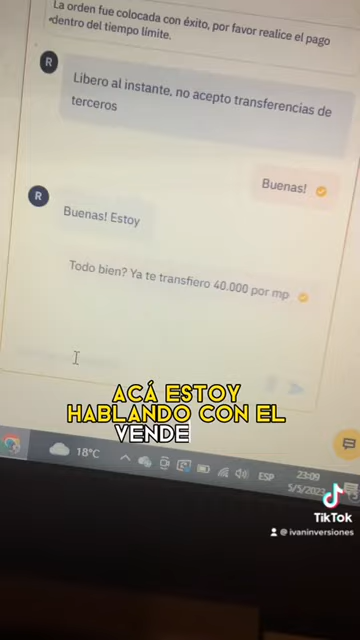 La orden fue colocada con éxito, por favor realice el pago
dentro del tiempo límite.
R
Libero al instante, no acepto transferencias de
terceros
Buenas!
R
Buenas! Estoy
Todo bien? Ya te transfiero 40.000 por mp
ACÁ ESTOY
HABLANDO CON EL
VENDE
18°C
ESP
23:09
5/5/2023
TikTok
@ivaninversiones